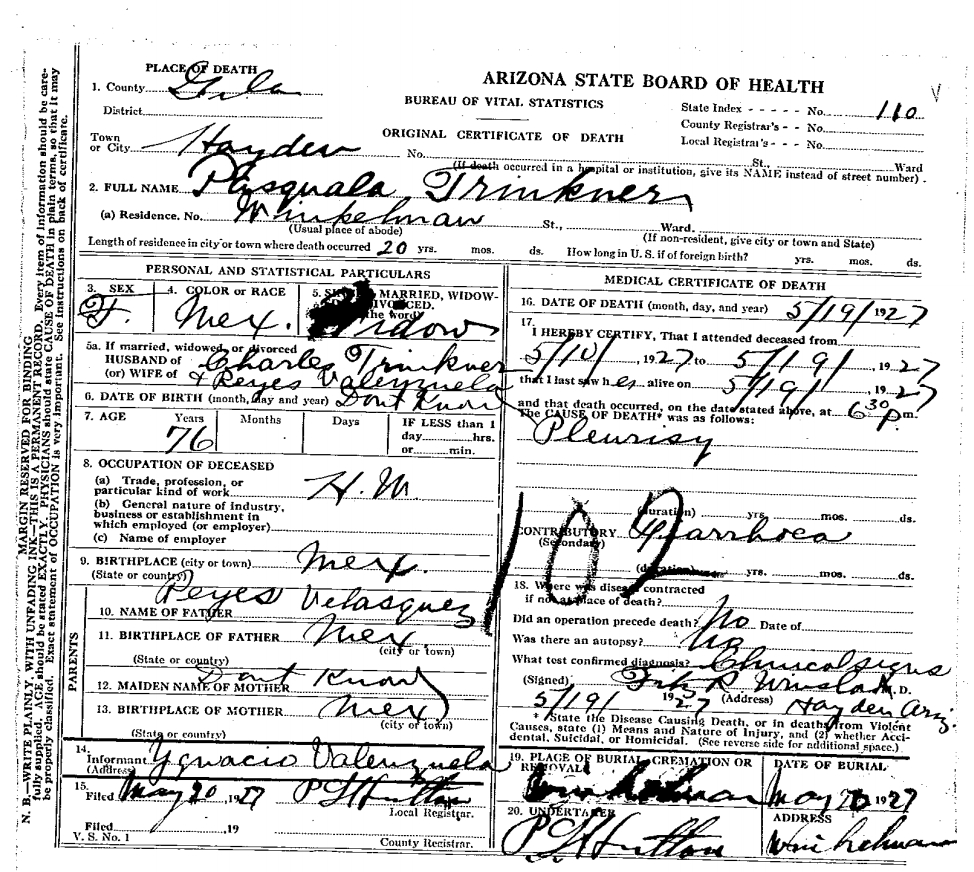 PLACE OF DEATH
ARIZONA STATE BOARD OF HEALTH
1. County Gila
BUREAU OF VITAL STATISTICS
State Index - - - - - No. 110
District
County Registrar's - - No.
ORIGINAL CERTIFICATE OF DEATH
Local Registrar's - - No.
Town or City Hayden No. St., Ward
(If death occurred in a hospital or institution, give its NAME instead of street number).
2. FULL NAME Pasquala Trinkner
(a) Residence. No. Winkelman St., Ward.
(Usual place of abode) (If non-resident, give city or town and State)
Length of residence in city or town where death occurred 20 yrs. mos. ds. How long in U. S. if of foreign birth? yrs. mos. ds.
PERSONAL AND STATISTICAL PARTICULARS
3. SEX F.
4. COLOR or RACE Mex.
5. SINGLE, MARRIED, WIDOWED, DIVORCED. the word) Widow
5a. If married, widowed, or divorced
HUSBAND of Charles Trinkner
(or) WIFE of & Reyes Valenzuela
6. DATE OF BIRTH (month, day and year) Dont Know
7. AGE Years Months Days IF LESS than 1
76 day hrs.
or min.
8. OCCUPATION OF DECEASED
(a) Trade, profession, or
particular kind of work H. W
(b) General nature of industry,
business or establishment in
which employed (or employer)
(c) Name of employer
9. BIRTHPLACE (city or town) Mex.
(State or country)
PARENTS
10. NAME OF FATHER Reyes Velasquez
11. BIRTHPLACE OF FATHER Mex
(city or town)
(State or country)
12. MAIDEN NAME OF MOTHER Dont Know
13. BIRTHPLACE OF MOTHER Mex
(city or town)
(State or country)
14.
Informant Ygnacio Valenzuela
(Address)
15.
Filed May 20, 1927 P L Hutton
Local Registrar.
Filed , 19
V. S. No. 1 County Registrar.
MEDICAL CERTIFICATE OF DEATH
16. DATE OF DEATH (month, day, and year) 5/19/1927
17.
I HEREBY CERTIFY, That I attended deceased from
5/10/, 1927 to 5/19/, 1927
that I last saw her alive on 5/19/ 1927
and that death occurred, on the date stated above, at 6 30 P. m.
The CAUSE OF DEATH* was as follows:
Pleurisy
(duration) yrs. mos. ds.
102
CONTRIBUTORY Diarrhoea
(Secondary)
(duration) yrs. mos. ds.
18. Where was disease contracted
if not at place of death?
Did an operation precede death? No Date of
Was there an autopsy? No
What test confirmed diagnosis?
(Signed) M. D.
5/19/ 1927 (Address) Hayden Ariz.
* State the Disease Causing Death, or in deaths from Violent
Causes, state (1) Means and Nature of Injury, and (2) whether Accidental, Suicidal, or Homicidal. (See reverse side for additional space.)
19. PLACE OF BURIAL, CREMATION OR REMOVAL DATE OF BURIAL
Winkelman May 20 1927
20. UNDERTAKER ADDRESS
P L Hutton Winkelman
MARGIN RESERVED FOR BINDING
N. B.—WRITE PLAINLY, WITH UNFADING INK—THIS IS A PERMANENT RECORD. Every item of information should be carefully supplied. AGE should be stated EXACTLY. PHYSICIANS should state CAUSE OF DEATH in plain terms, so that it may be properly classified. Exact statement of OCCUPATION is very important. See instructions on back of certificate.